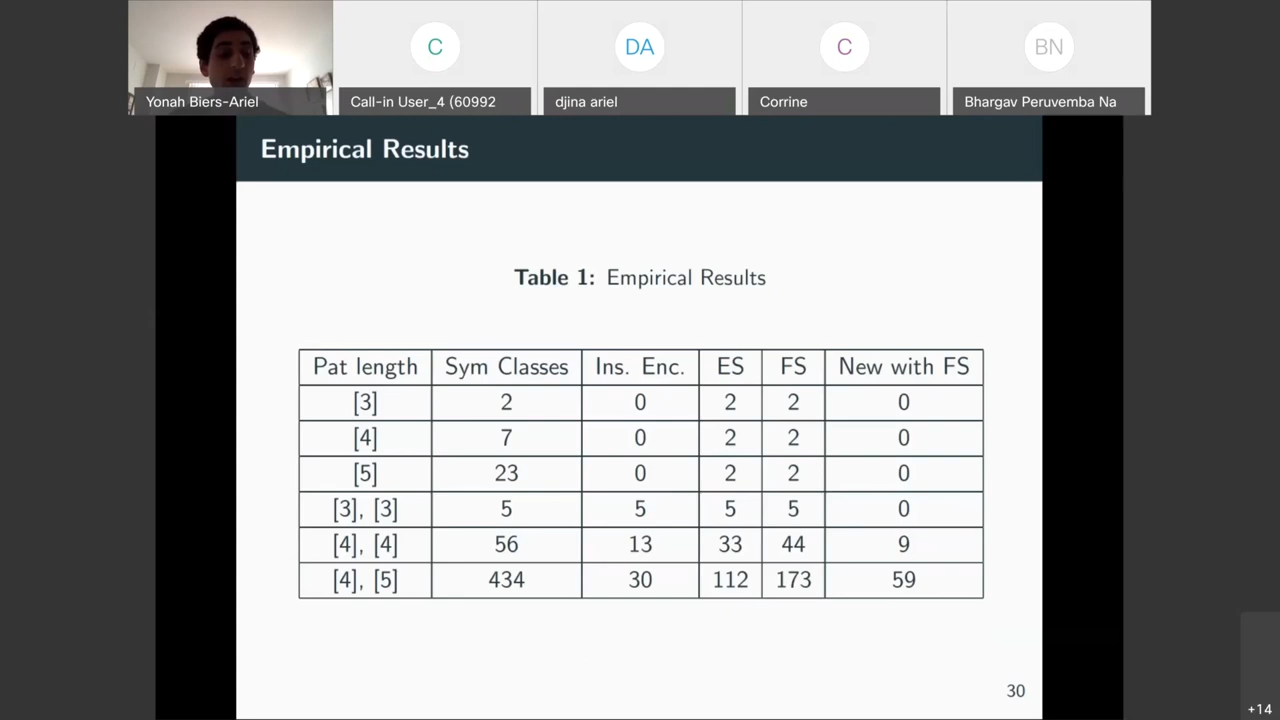 C
DA
C
BN
Yonah Biers-Ariel
Call-in User_4 (60992
djina ariel
Corrine
Bhargav Peruvemba Na
Empirical Results
Table 1: Empirical Results
Pat length Sym Classes Ins. Enc. ES FS New with FS
[3] 2 0 2 2 0
[4] 7 0 2 2 0
[5] 23 0 2 2 0
[3], [3] 5 5 5 5 0
[4], [4] 56 13 33 44 9
[4], [5] 434 30 112 173 59
30
+14